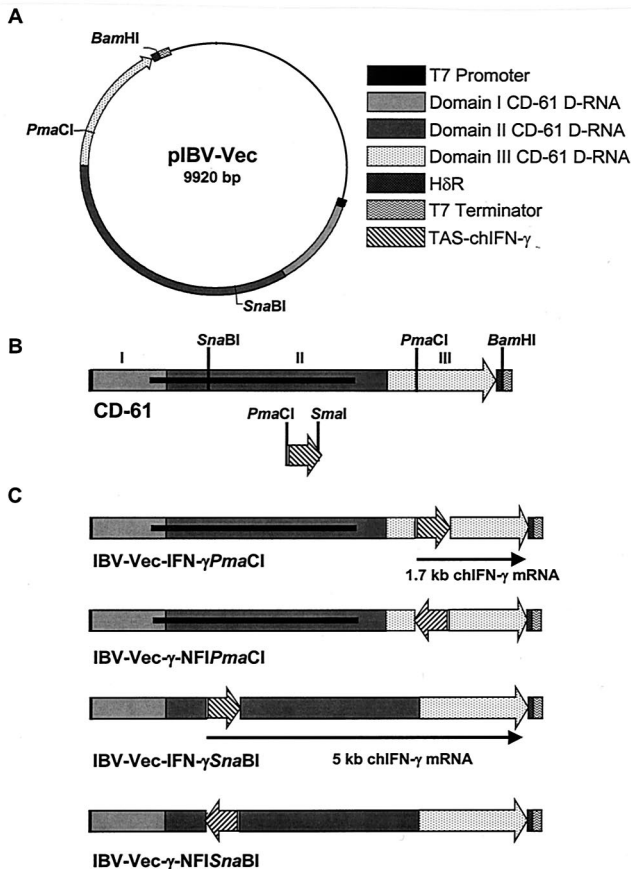 A
BamHI
PmaCI
pIBV-Vec
9920 bp
SnaBI
T7 Promoter
Domain I CD-61 D-RNA
Domain II CD-61 D-RNA
Domain III CD-61 D-RNA
HδR
T7 Terminator
TAS-chIFN-γ
B
I SnaBI II PmaCI III BamHI
CD-61
PmaCI SmaI
C
IBV-Vec-IFN-γPmaCI
1.7 kb chIFN-γ mRNA
IBV-Vec-γ-NFIPmaCI
IBV-Vec-IFN-γSnaBI
5 kb chIFN-γ mRNA
IBV-Vec-γ-NFISnaBI